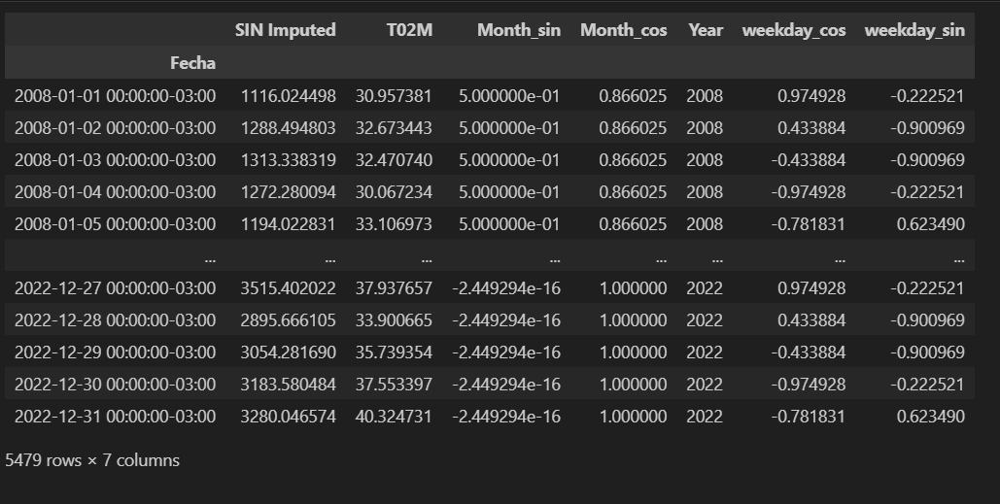 SIN Imputed T02M Month_sin Month_cos Year weekday_cos weekday_sin
Fecha
2008-01-01 00:00:00-03:00 1116.024498 30.957381 5.000000e-01 0.866025 2008 0.974928 -0.222521
2008-01-02 00:00:00-03:00 1288.494803 32.673443 5.000000e-01 0.866025 2008 0.433884 -0.900969
2008-01-03 00:00:00-03:00 1313.338319 32.470740 5.000000e-01 0.866025 2008 -0.433884 -0.900969
2008-01-04 00:00:00-03:00 1272.280094 30.067234 5.000000e-01 0.866025 2008 -0.974928 -0.222521
2008-01-05 00:00:00-03:00 1194.022831 33.106973 5.000000e-01 0.866025 2008 -0.781831 0.623490
... ... ... ... ... ... ... ...
2022-12-27 00:00:00-03:00 3515.402022 37.937657 -2.449294e-16 1.000000 2022 0.974928 -0.222521
2022-12-28 00:00:00-03:00 2895.666105 33.900665 -2.449294e-16 1.000000 2022 0.433884 -0.900969
2022-12-29 00:00:00-03:00 3054.281690 35.739354 -2.449294e-16 1.000000 2022 -0.433884 -0.900969
2022-12-30 00:00:00-03:00 3183.580484 37.553397 -2.449294e-16 1.000000 2022 -0.974928 -0.222521
2022-12-31 00:00:00-03:00 3280.046574 40.324731 -2.449294e-16 1.000000 2022 -0.781831 0.623490
5479 rows × 7 columns